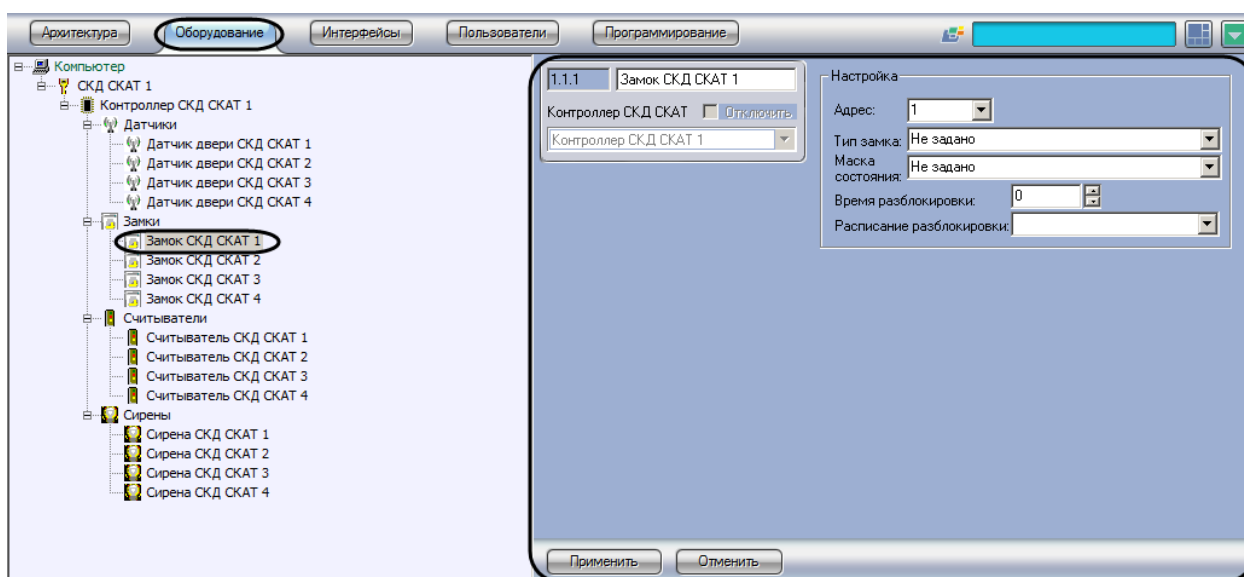 Архитектура Оборудование Интерфейсы Пользователи Программирование
Компьютер
СКД СКАТ 1
Контроллер СКД СКАТ 1
Датчики
Датчик двери СКД СКАТ 1
Датчик двери СКД СКАТ 2
Датчик двери СКД СКАТ 3
Датчик двери СКД СКАТ 4
Замки
Замок СКД СКАТ 1
Замок СКД СКАТ 2
Замок СКД СКАТ 3
Замок СКД СКАТ 4
Считыватели
Считыватель СКД СКАТ 1
Считыватель СКД СКАТ 2
Считыватель СКД СКАТ 3
Считыватель СКД СКАТ 4
Сирены
Сирена СКД СКАТ 1
Сирена СКД СКАТ 2
Сирена СКД СКАТ 3
Сирена СКД СКАТ 4
1.1.1 Замок СКД СКАТ 1
Контроллер СКД СКАТ Отключить
Контроллер СКД СКАТ 1
Настройка
Адрес: 1
Тип замка: Не задано
Маска состояния: Не задано
Время разблокировки: 0
Расписание разблокировки:
Применить Отменить